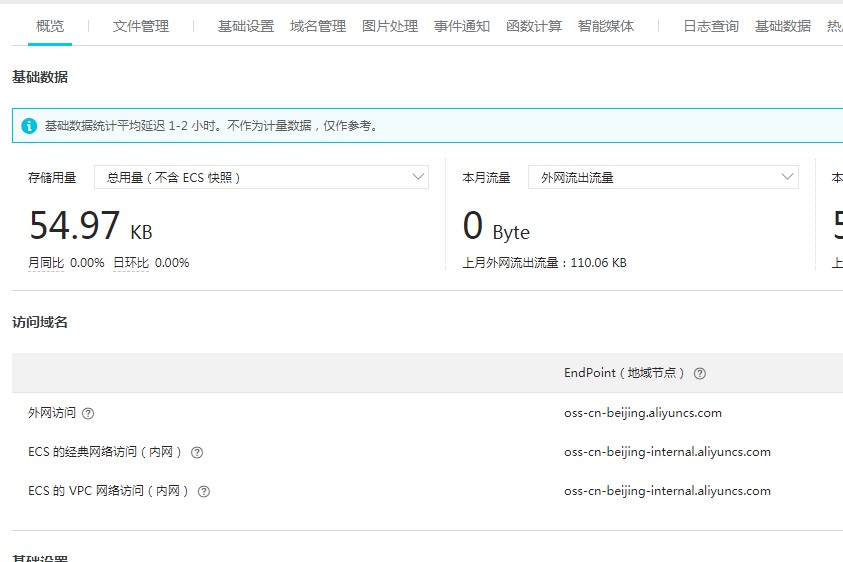 概览 文件管理 基础设置 域名管理 图片处理 事件通知 函数计算 智能媒体 日志查询 基础数据
基础数据
基础数据统计平均延迟 1-2 小时。不作为计量数据，仅作参考。
存储用量 总用量（不含 ECS 快照） 本月流量 外网流出流量 本
54.97 KB 0 Byte
月同比 0.00% 日环比 0.00% 上月外网流出流量：110.06 KB 上
访问域名
EndPoint（地域节点）
外网访问 oss-cn-beijing.aliyuncs.com
ECS 的经典网络访问（内网） oss-cn-beijing-internal.aliyuncs.com
ECS 的 VPC 网络访问（内网） oss-cn-beijing-internal.aliyuncs.com
基础设置